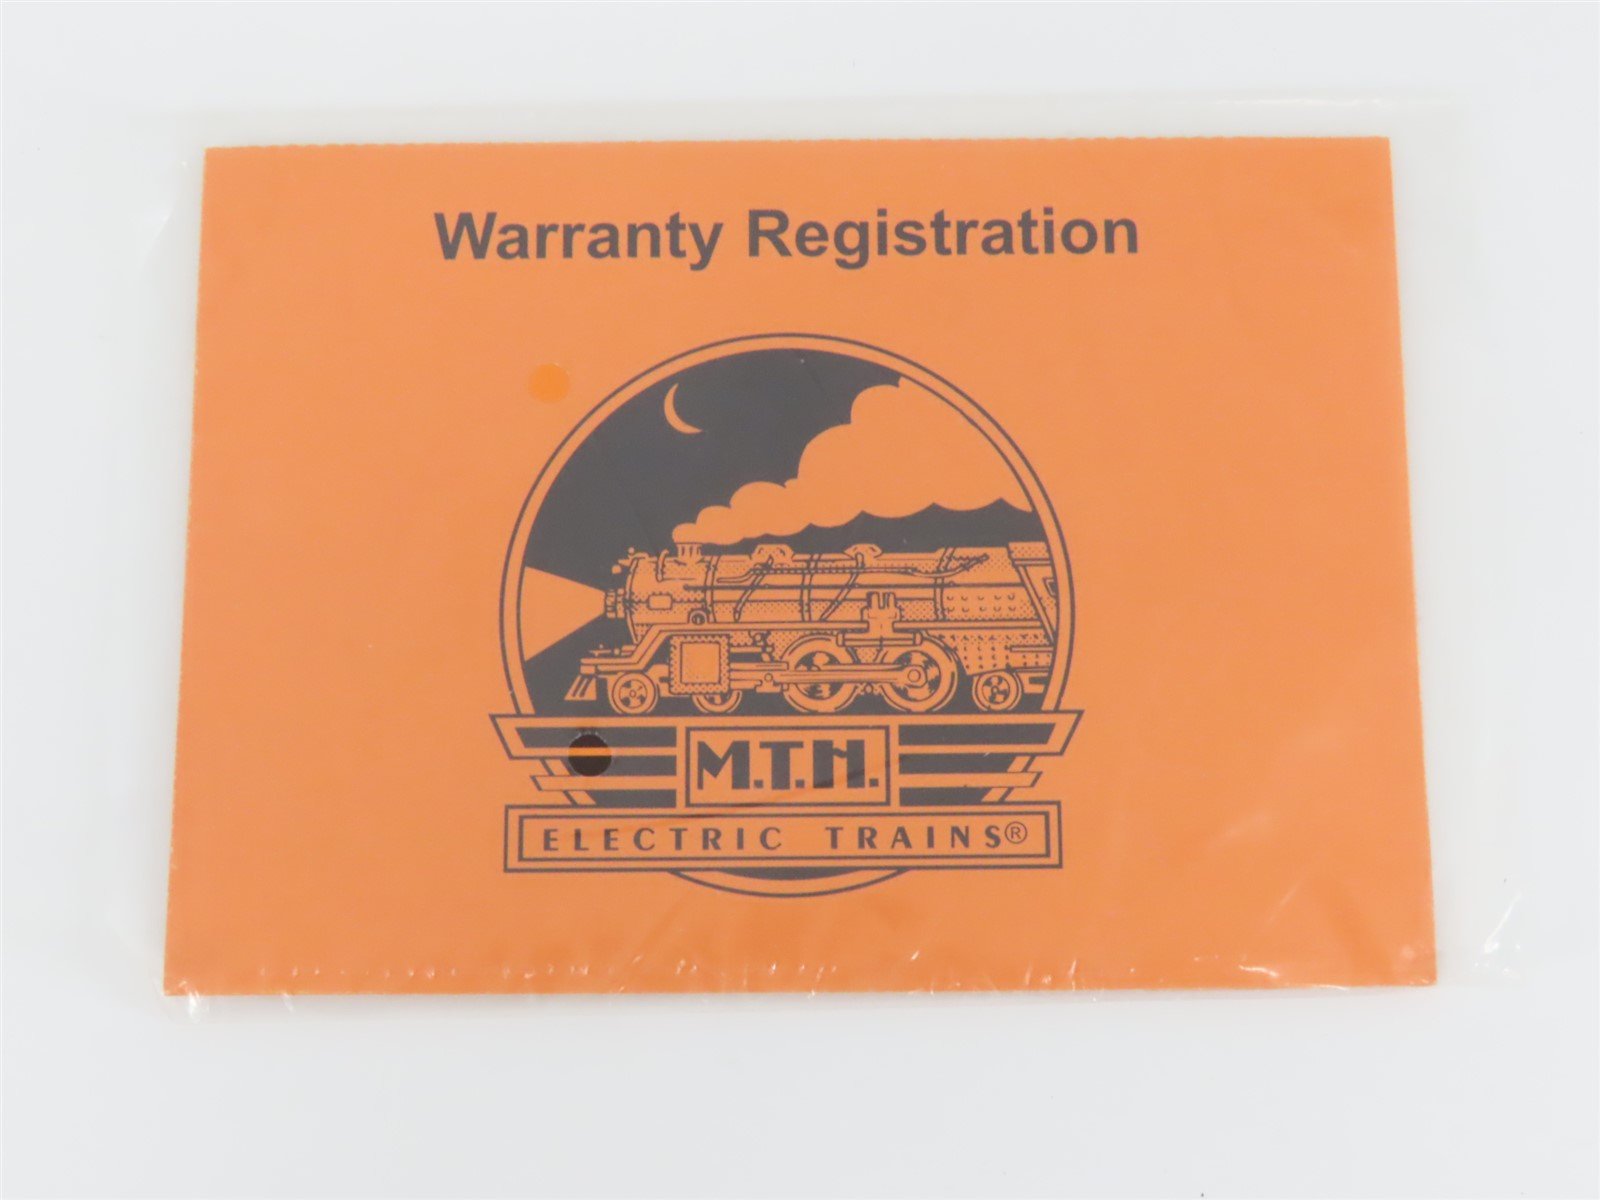 Warranty Registration
M.T.H.
ELECTRIC TRAINS®